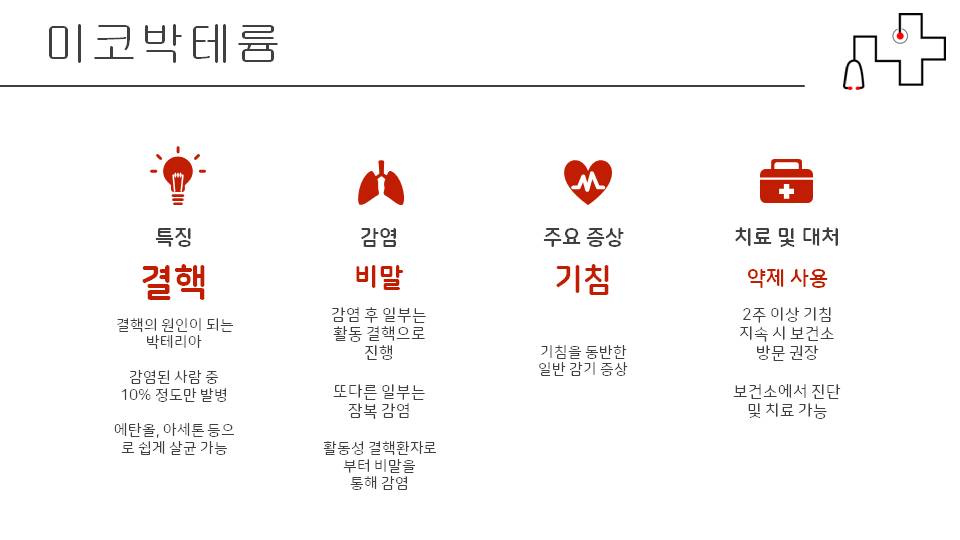 미코박테륨
특징
결핵
결핵의 원인이 되는
박테리아
감염된 사람 중
10% 정도만 발병
에탄올, 아세톤 등으
로 쉽게 살균 가능
감염
비말
감염 후 일부는
활동 결핵으로
진행
또다른 일부는
잠복 감염
활동성 결핵환자로
부터 비말을
통해 감염
주요 증상
기침
기침을 동반한
일반 감기 증상
치료 및 대처
약제 사용
2주 이상 기침
지속 시 보건소
방문 권장
보건소에서 진단
및 치료 가능